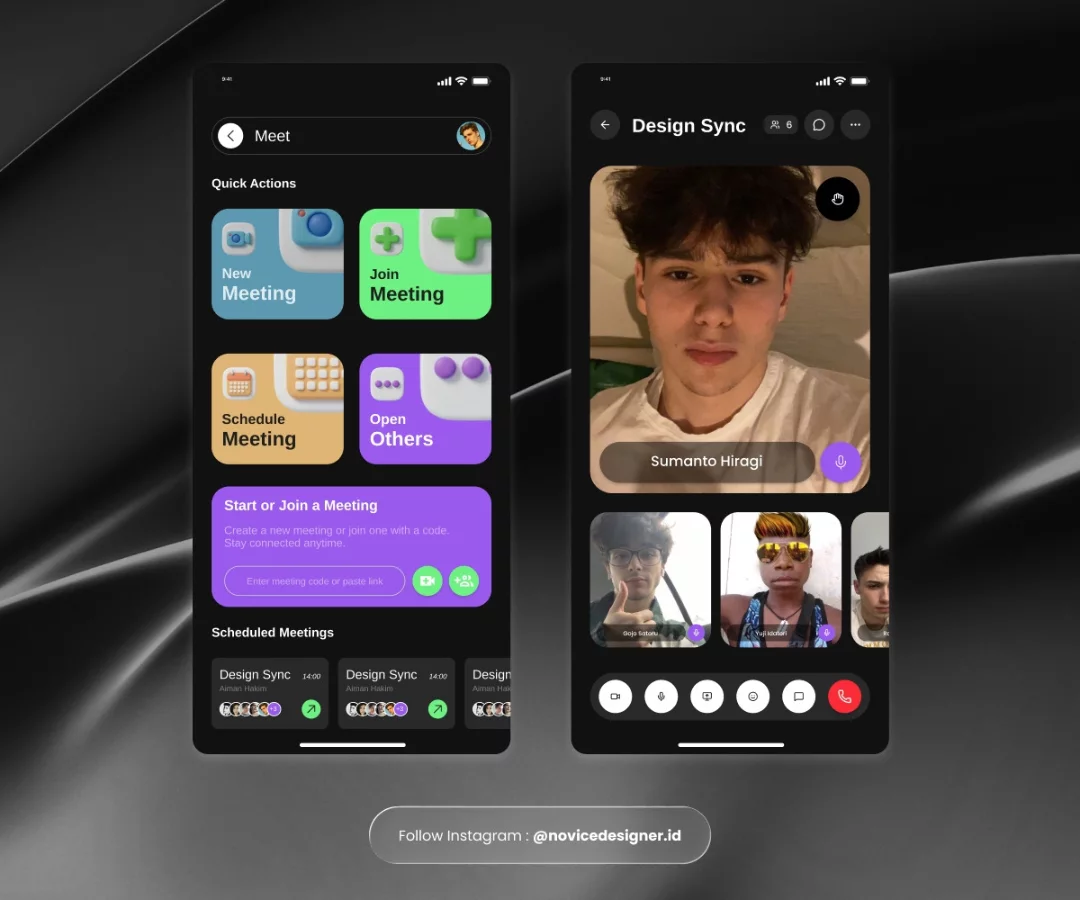 9:41
Meet
Quick Actions
New
Meeting
Join
Meeting
Schedule
Meeting
Open
Others
Start or Join a Meeting
Create a new meeting or join one with a code.
Stay connected anytime.
Enter meeting code or paste link
Scheduled Meetings
Design Sync 14:00
Aiman Hakim
+3
Design Sync 14:00
Aiman Hakim
+3
Design
Aiman Hak
9:41
Design Sync
6
Sumanto Hiragi
Gojo Satoru
Yuji Itadori
Follow Instagram : @novicedesigner.id